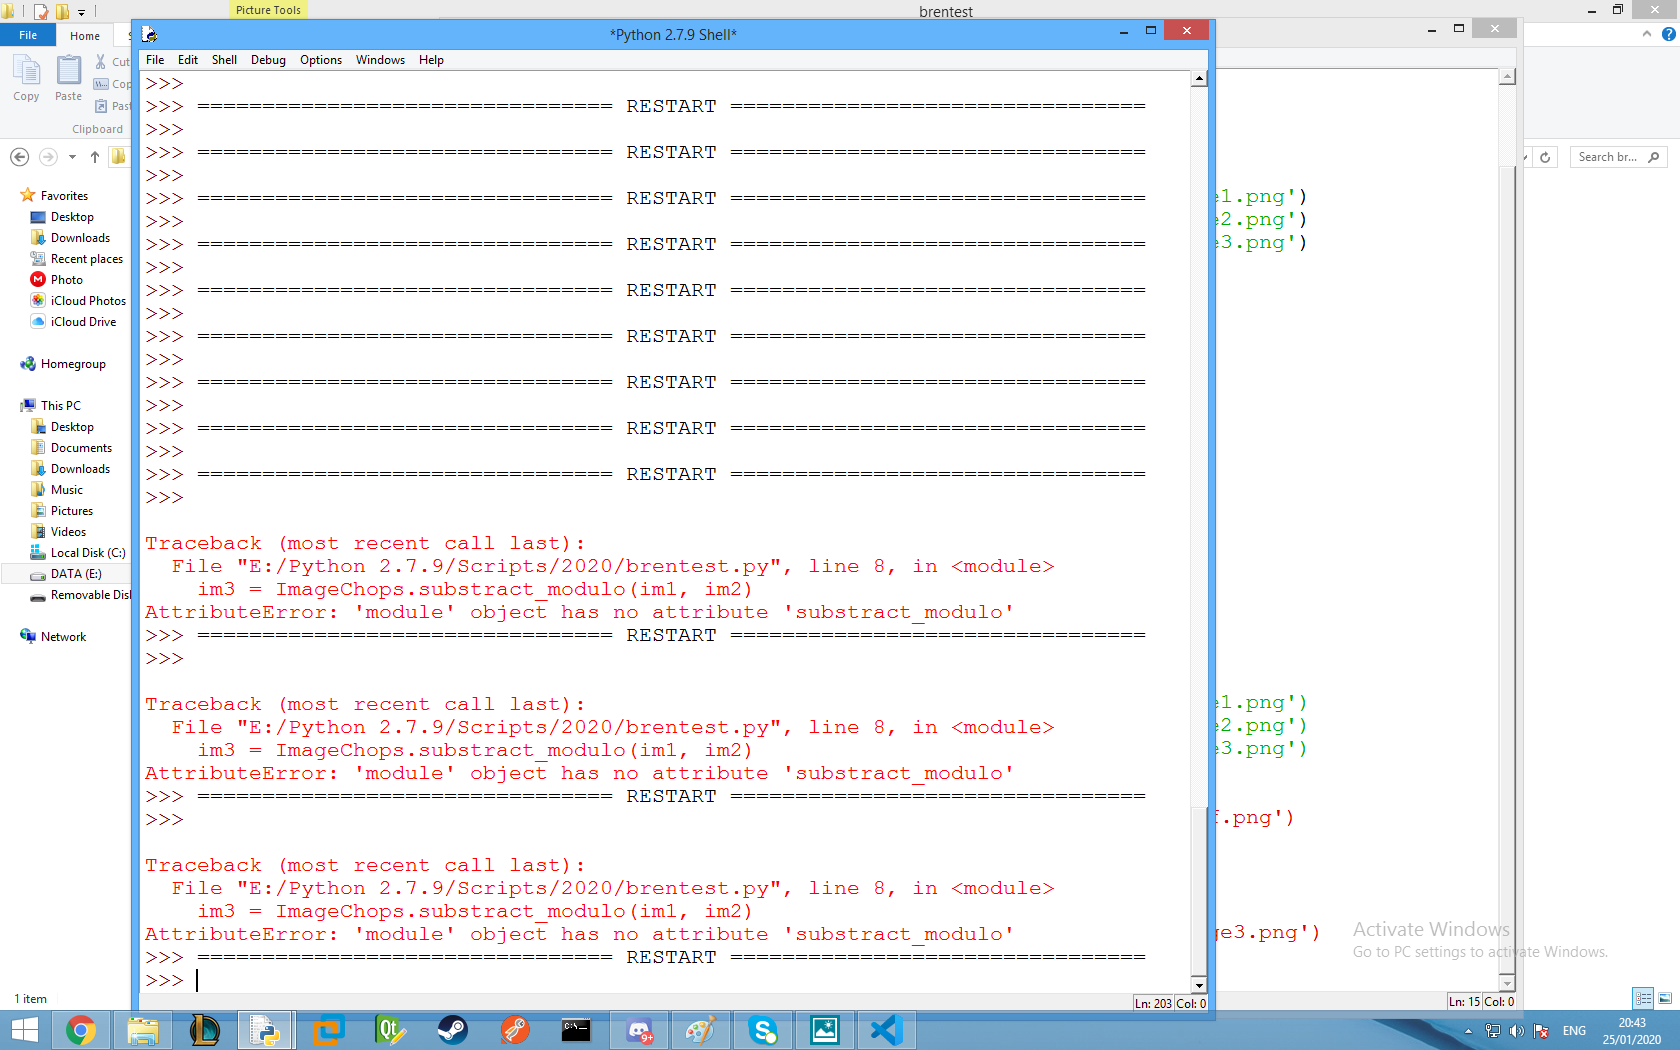 Picture Tools
brentest
File
Home
Cut
Copy
Paste
Clipboard
Search br...
Favorites
Desktop
Downloads
Recent places
Photo
iCloud Photos
iCloud Drive
Homegroup
This PC
Desktop
Documents
Downloads
Music
Pictures
Videos
Local Disk (C:)
DATA (E:)
Removable Dis
Network
1 item
*Python 2.7.9 Shell*
File Edit Shell Debug Options Windows Help
>>>
>>> ================================ RESTART ================================
>>>
>>> ================================ RESTART ================================
>>>
>>> ================================ RESTART ================================
>>>
>>> ================================ RESTART ================================
>>>
>>> ================================ RESTART ================================
>>>
>>> ================================ RESTART ================================
>>>
>>> ================================ RESTART ================================
>>>
>>> ================================ RESTART ================================
>>>
>>> ================================ RESTART ================================
>>>
Traceback (most recent call last):
File "E:/Python 2.7.9/Scripts/2020/brentest.py", line 8, in <module>
im3 = ImageChops.substract_modulo(im1, im2)
AttributeError: 'module' object has no attribute 'substract_modulo'
>>> ================================ RESTART ================================
>>>
Traceback (most recent call last):
File "E:/Python 2.7.9/Scripts/2020/brentest.py", line 8, in <module>
im3 = ImageChops.substract_modulo(im1, im2)
AttributeError: 'module' object has no attribute 'substract_modulo'
>>> ================================ RESTART ================================
>>>
Traceback (most recent call last):
File "E:/Python 2.7.9/Scripts/2020/brentest.py", line 8, in <module>
im3 = ImageChops.substract_modulo(im1, im2)
AttributeError: 'module' object has no attribute 'substract_modulo'
>>> ================================ RESTART ================================
>>>
Ln: 203 Col: 0
e1.png')
e2.png')
e3.png')
e1.png')
e2.png')
e3.png')
f.png')
ge3.png')
Ln: 15 Col: 0
Activate Windows
Go to PC settings to activate Windows.
ENG
20:43
25/01/2020